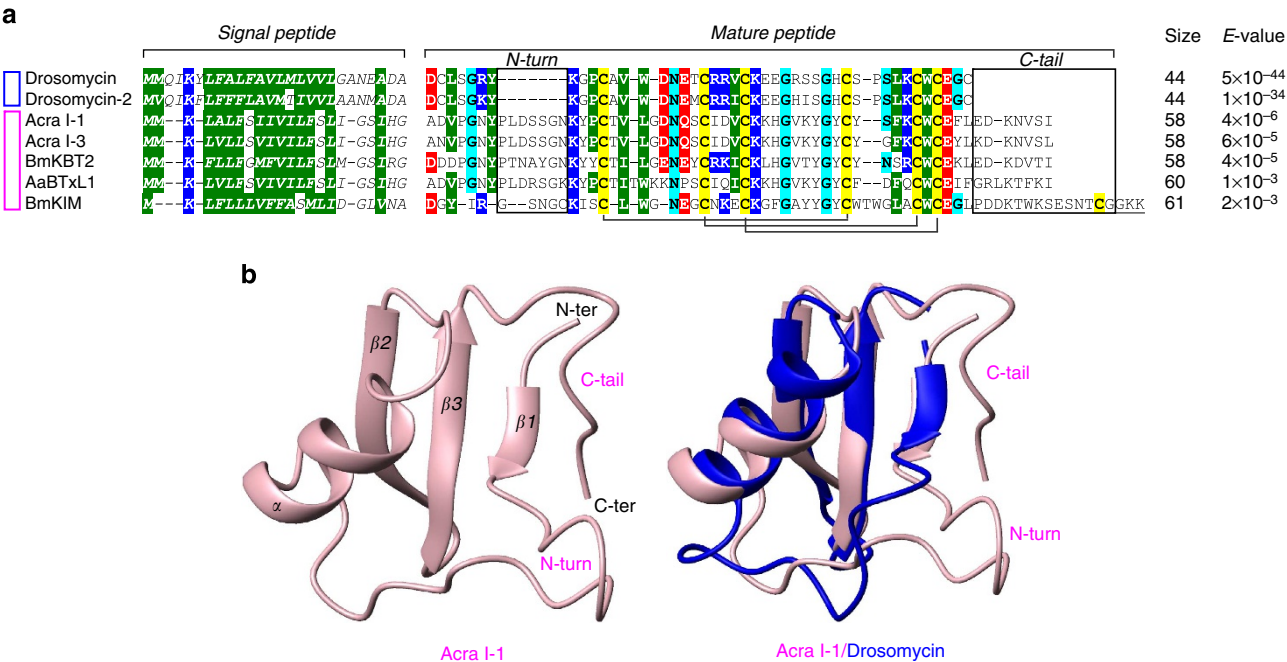 a
Signal peptide Mature peptide Size E-value
N-turn C-tail
Drosomycin MMQIKYLFALFAVLMLVVLGANEADA DCLSGRY-------KGPCAV-W-DNETCRRVCKEEGRSSGHCS-PSLKCWCEGC 44 5×10–44
Drosomycin-2 MVQIKFLFFFLAVMTIVVLAANMADA DCLSGKY-------KGPCAV-W-DNEMCRRICKEEGHISGHCS-PSLKCWCEGC 44 1×10–34
Acra I-1 MM--K-LALFSIIVILFSLI-GSIHG ADVPGNYPLDSSGNKYPCTV-LGDNQSCIDVCKKHGVKYGYCY--SFKCWCEFLED-KNVSI 58 4×10–6
Acra I-3 MM--K-LVLLSVIVILFSLI-GSIHG ANVPGNYPLDSSGNKYPCTV-LGDNQSCIDVCKKHGVKYGYCY--GFKCWCEFLED-KNVSL 58 6×10–5
BmKBT2 MM--K-FLLFGMFVILFSLM-GSIRG DDDPGNYPTNAYGNKYYCTI-LGENEYCRKICKLHGVTYGYCY--NSRCWCEKLED-KDVTI 58 4×10–5
AaBTxL1 MM--K-LVLFSVIVILFSLI-GSIHG ADVPGNYPLDRSGKKYPCTITWKKNPSCIQICKKHGVKYGYCF--DFQCWCEIFGRLKTFKI 60 1×10–3
BmKIM M---K-LFLLLVFFASMLID-GLVNA DGY-IR-G--SNGCKISC-L-WG-NEGCNKECKGFGAYYGYCWTWGLACWCEGLPDDKTWKSESNTCGGKK 61 2×10–3
b
N-ter
β2
C-tail C-tail
β3
β1
C-ter
α
N-turn N-turn
Acra I-1 Acra I-1/Drosomycin